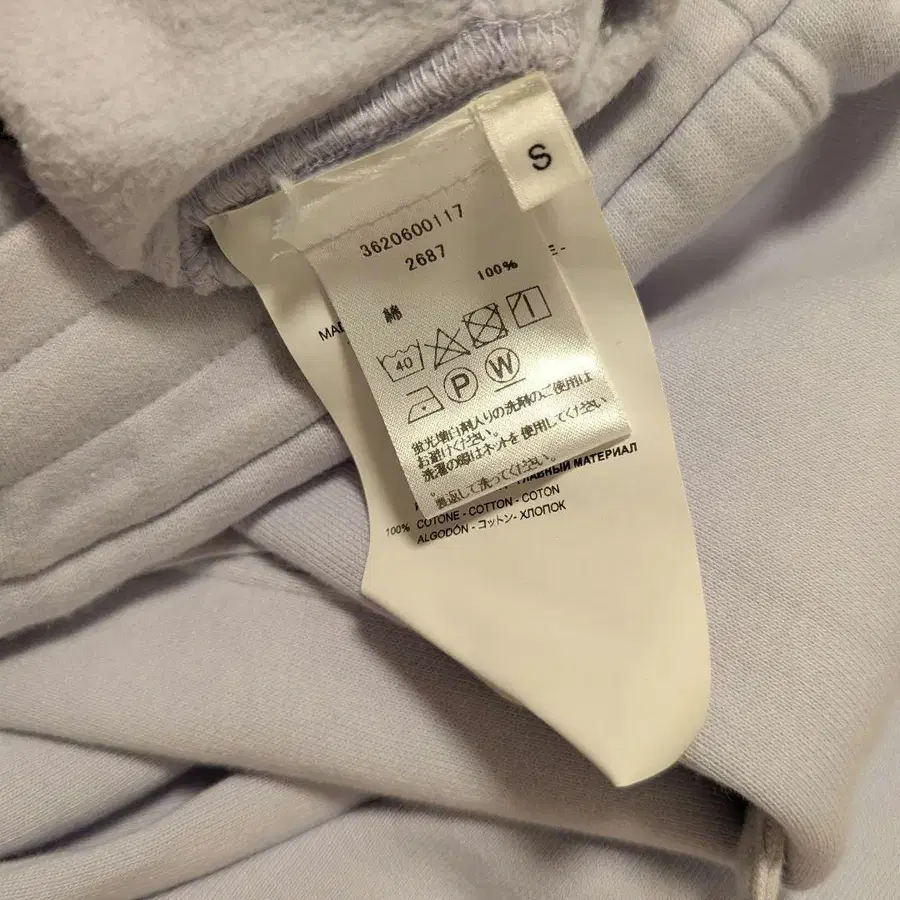 S
3620600117
2687
綿 100%
40
P W
蛍光増白剤入りの洗剤のご使用は
お避けください。
洗濯の際はネットを使用してください
。裏返して洗ってください。
ГЛАВНЫЙ МАТЕРИАЛ
100% COTONE - COTTON - COTON
ALGODÓN - コットン- ХЛОПОК